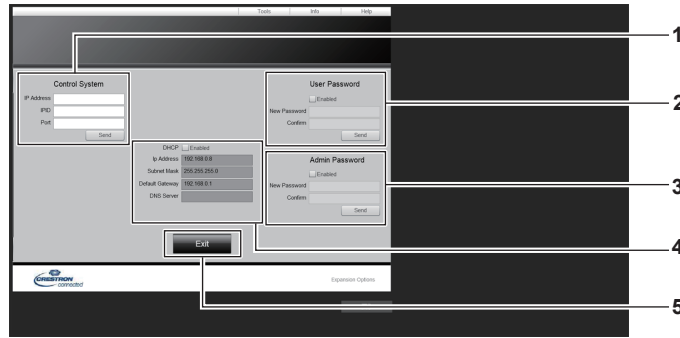 Tools Info Help
Control System
IP Address
IPID
Port
Send
User Password
Enabled
New Password
Confirm
Send
DHCP Enabled
Ip Address 192.168.0.8
Subnet Mask 255.255.255.0
Default Gateway 192.168.0.1
DNS Server
Admin Password
Enabled
New Password
Confirm
Send
Exit
CRESTRON
connected
Expansion Options
1
2
3
4
5